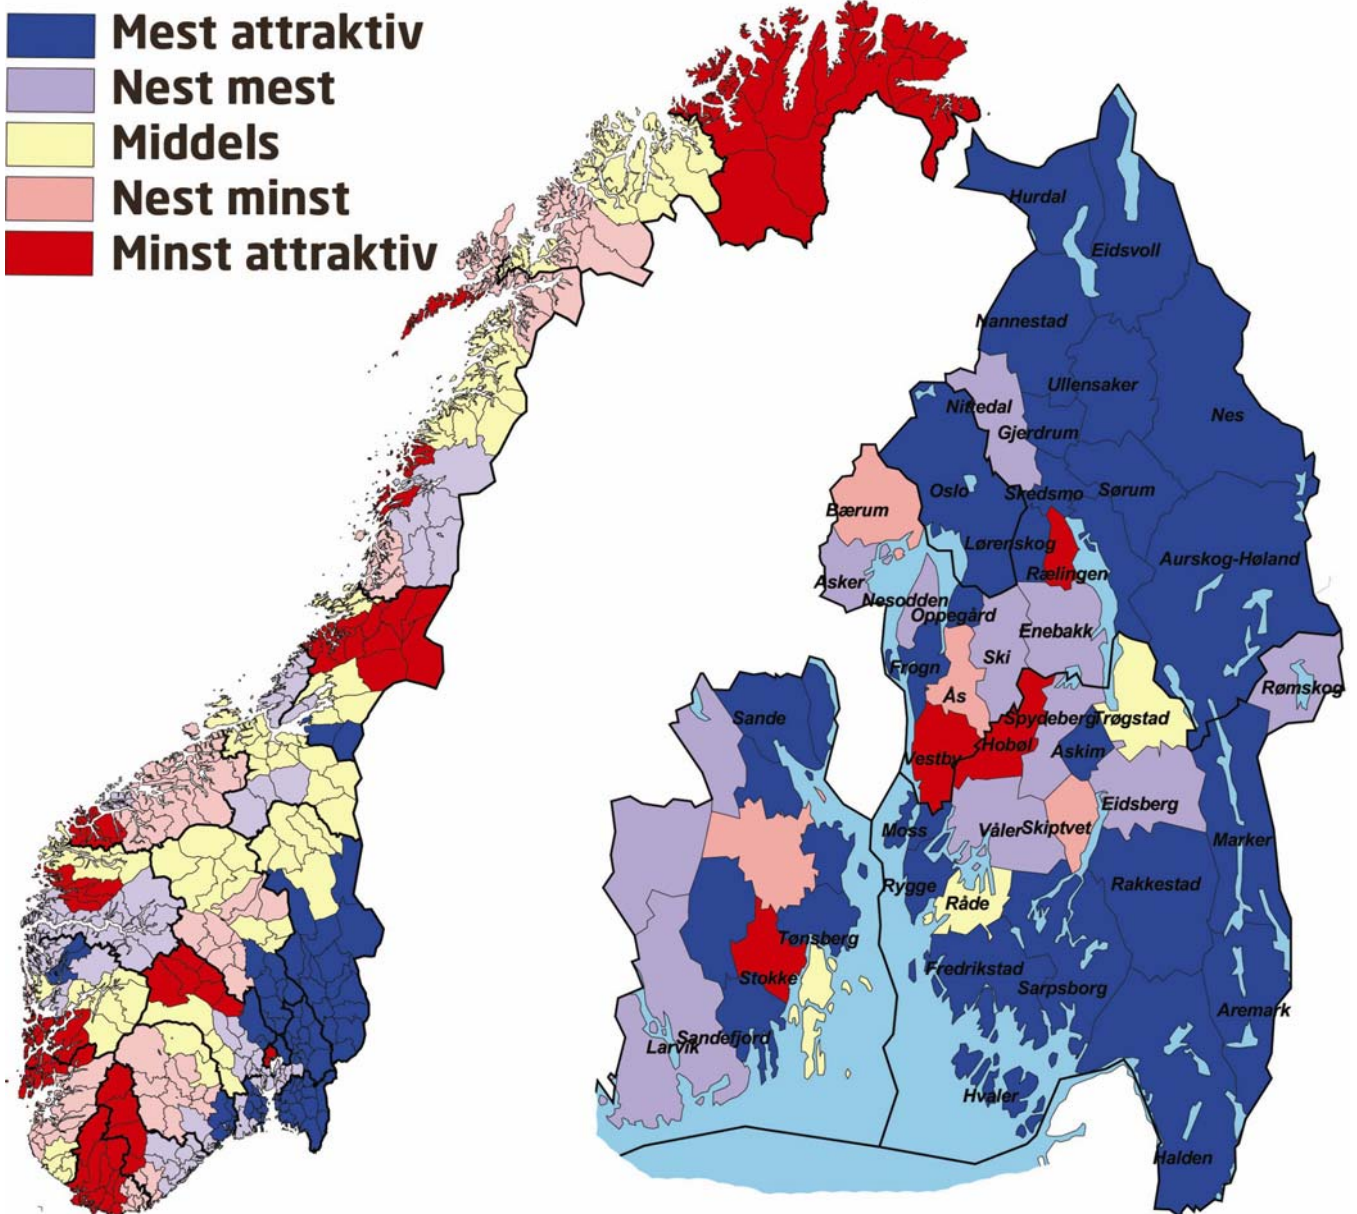 Mest attraktiv
Nest mest
Middels
Nest minst
Minst attraktiv
Hurdal
Eidsvoll
Nannestad
Ullensaker
Nittedal
Nes
Gjerdrum
Oslo
Skedsmo
Sørum
Bærum
Lørenskog
Aurskog-Høland
Rælingen
Asker
Nesodden
Oppegård
Enebakk
Ski
Frogn
Rømskog
Ås
Sande
Spydeberg
Trøgstad
Hobøl
Askim
Vestby
Eidsberg
Moss
Våler
Skiptvet
Marker
Rygge
Rakkestad
Råde
Tønsberg
Fredrikstad
Stokke
Sarpsborg
Aremark
Sandefjord
Larvik
Hvaler
Halden